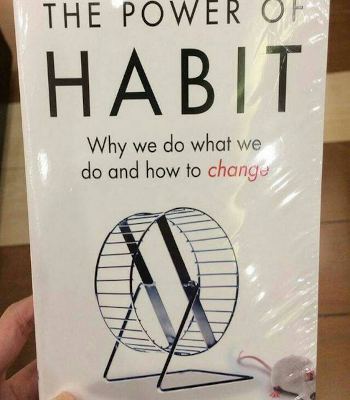 THE POWER OF
HABIT
Why we do what we
do and how to change